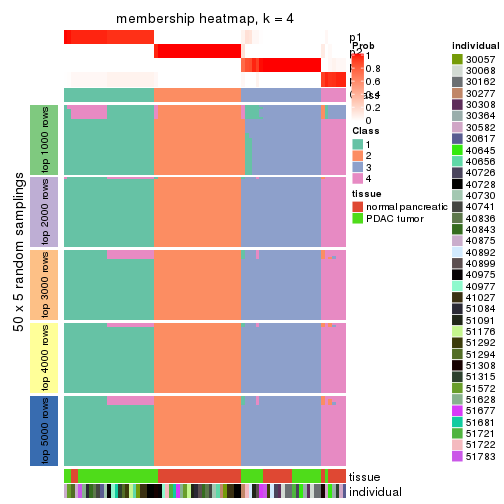 membership heatmap, k = 4
p1
p2
Prob
1
0.8
0.6
0.4
0.2
0
Class
1
2
3
4
tissue
normal pancreatic
PDAC tumor
50 x 5 random samplings
top 1000 rows
top 2000 rows
top 3000 rows
top 4000 rows
top 5000 rows
tissue
individual
individual
30057
30068
30162
30277
30308
30364
30582
30617
40645
40656
40726
40728
40730
40741
40836
40843
40875
40892
40899
40975
40977
41027
51084
51091
51176
51292
51294
51308
51315
51572
51628
51677
51681
51721
51722
51783